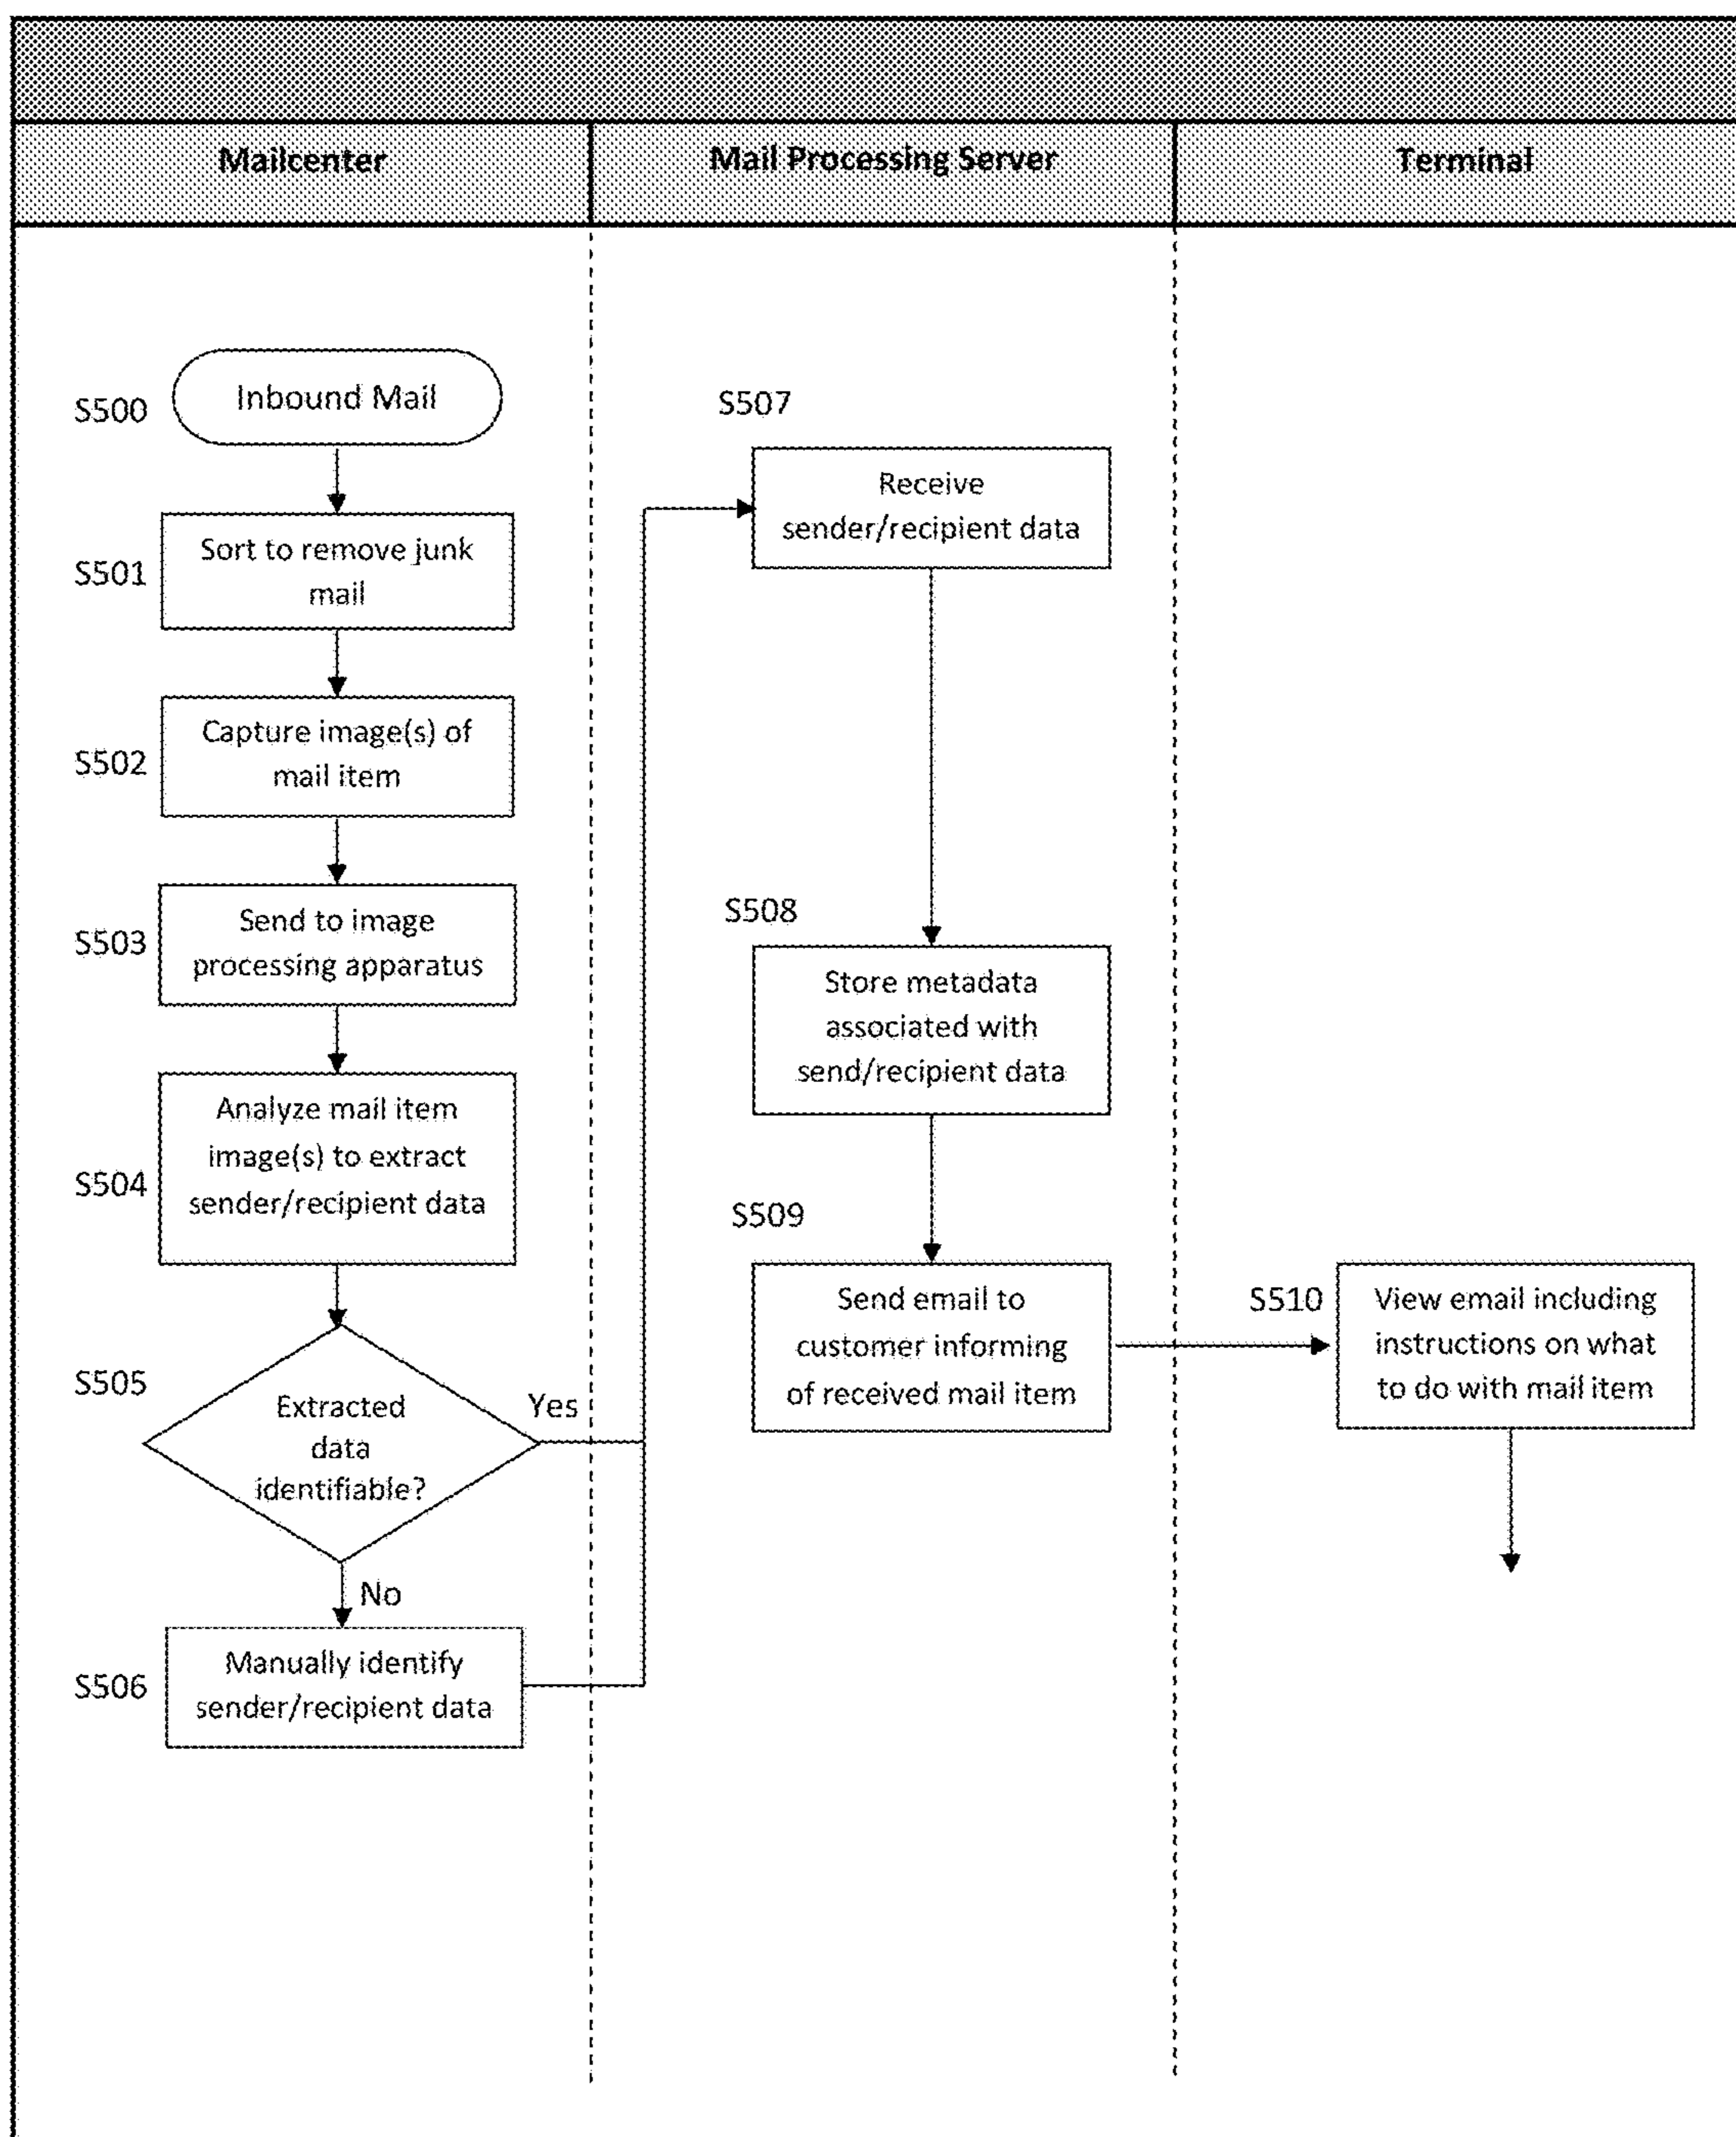 Mailcenter
Mail Processing Server
Terminal
S500
Inbound Mail
S501
Sort to remove junk
mail
S502
Capture image(s) of
mail item
S503
Send to image
processing apparatus
S504
Analyze mail item
image(s) to extract
sender/recipient data
S505
Extracted
data
identifiable?
Yes
No
S506
Manually identify
sender/recipient data
S507
Receive
sender/recipient data
S508
Store metadata
associated with
send/recipient data
S509
Send email to
customer informing
of received mail item
S510
View email including
instructions on what
to do with mail item